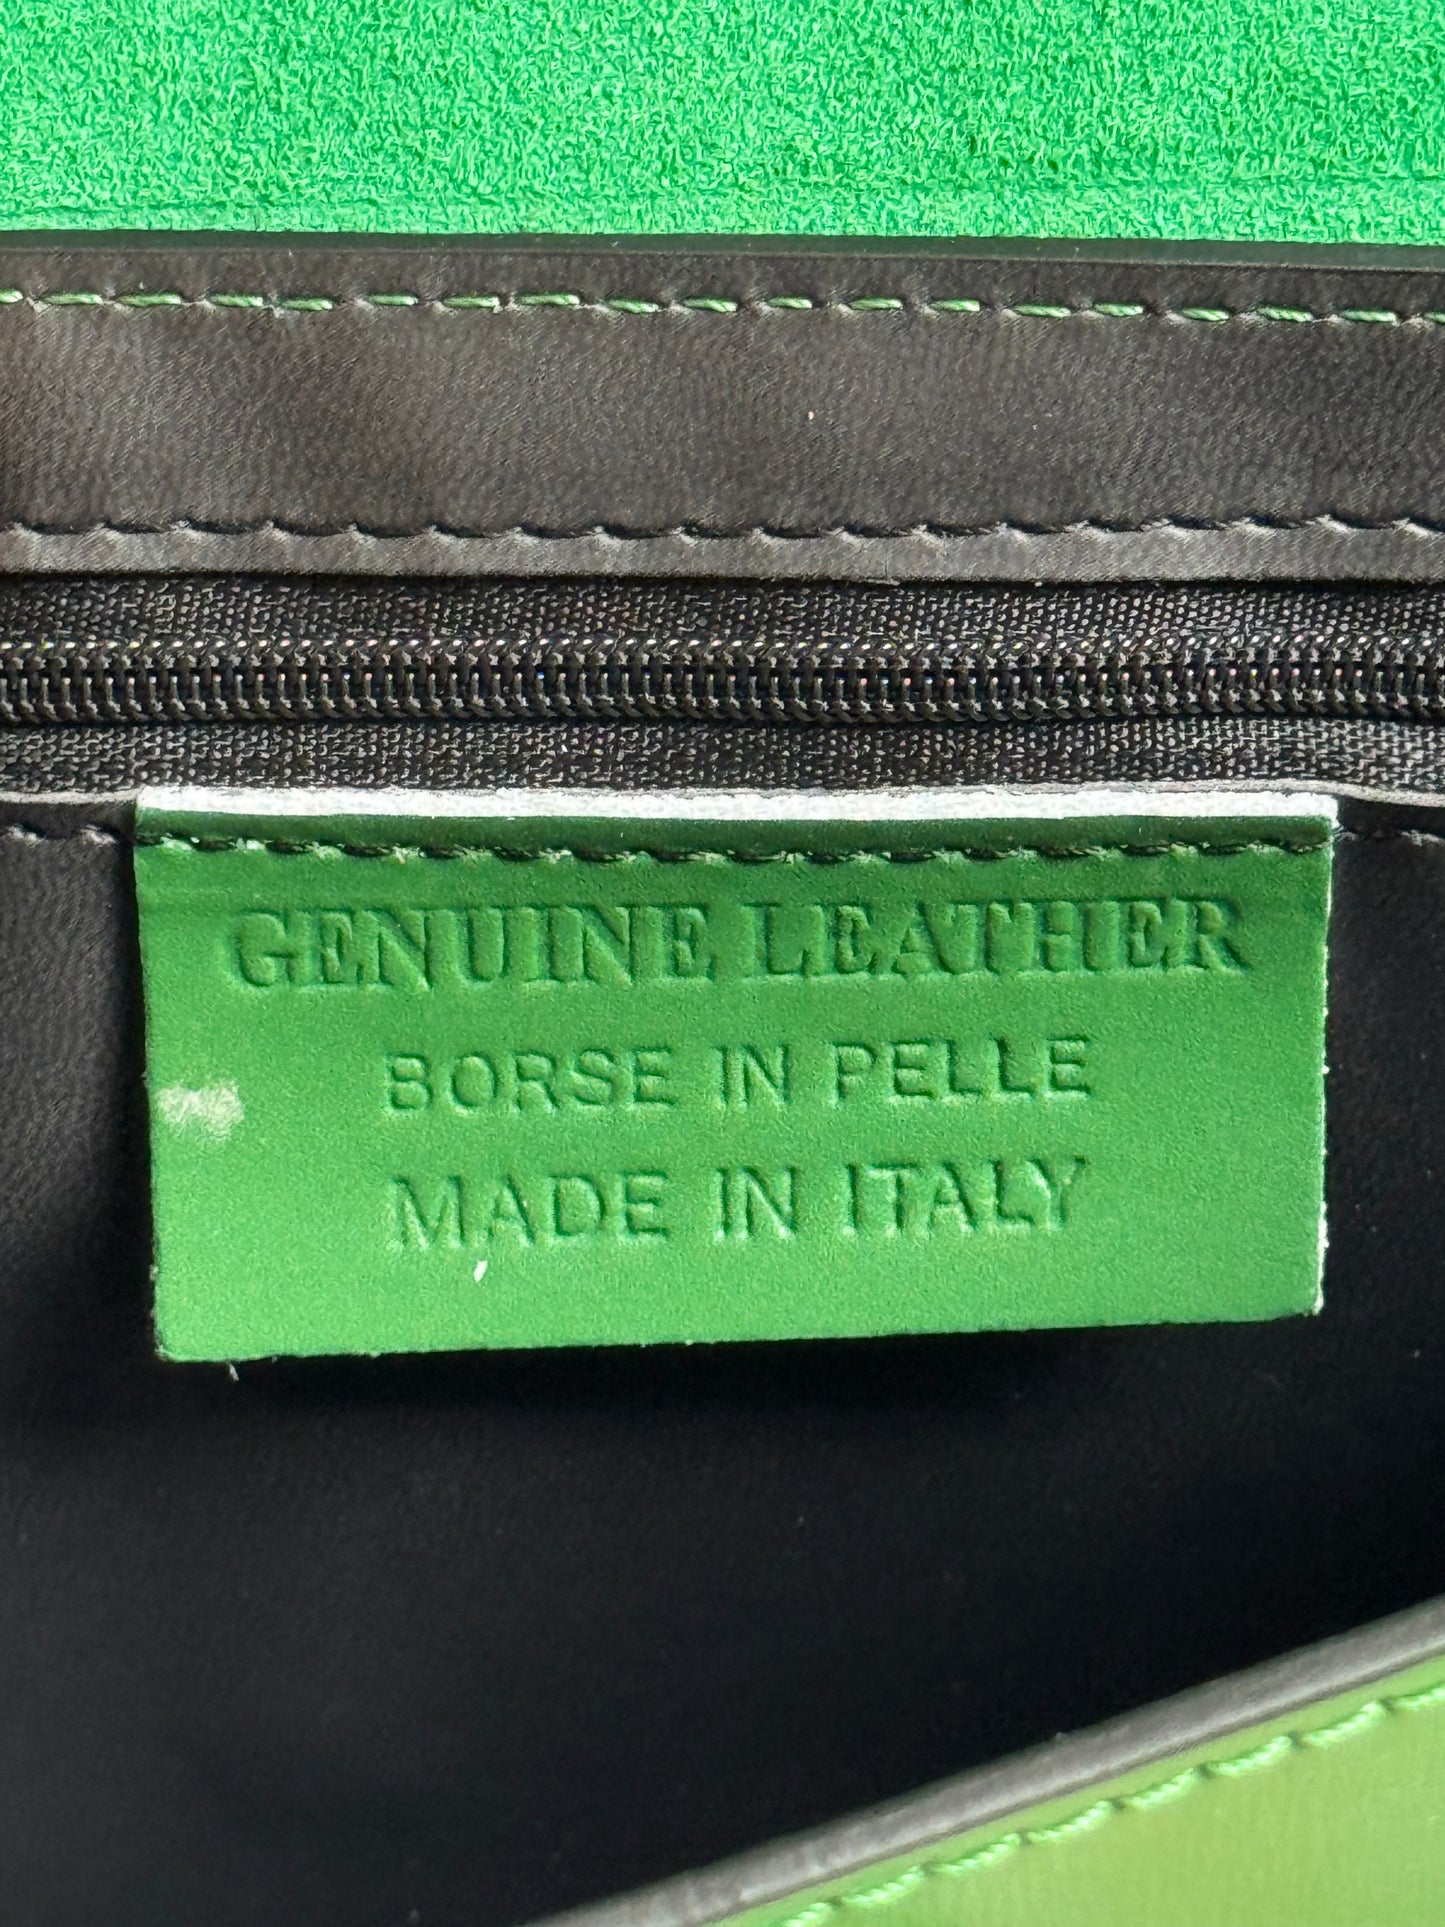 GENUINE LEATHER
BORSE IN PELLE
MADE IN ITALY